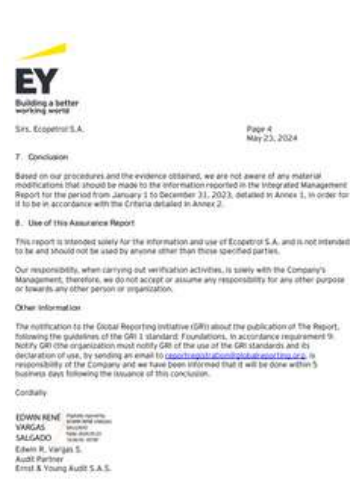 EY
Building a better
working world
Sirs. Ecopetrol S.A.
Page 4
May 23, 2024
7. Conclusion
Based on our procedures and the evidence obtained, we are not aware of any material
modifications that should be made to the information reported in the Integrated Management
Report for the period from January 1 to December 31, 2023, detailed in Annex 1, in order for
it to be in accordance with the Criteria detailed in Annex 2.
8. Use of this Assurance Report
This report is intended solely for the information and use of Ecopetrol S.A. and is not intended
to be and should not be used by anyone other than those specified parties.
Our responsibility, when carrying out verification activities, is solely with the Company's
Management, therefore, we do not accept or assume any responsibility for any other purpose
or towards any other person or organization.
Other Information
The notification to the Global Reporting Initiative (GRI) about the publication of The Report,
following the guidelines of the GRI 1 standard: Foundations, in accordance requirement 9:
Notify GRI (the organization must notify GRI of the use of the GRI standards and its
declaration of use, by sending an email to reportregistration@globalreporting.org, is
responsibility of the Company and we have been informed that it will be done within 5
business days following the issuance of this conclusion.
Cordially
EDWIN RENÉ
VARGAS
SALGADO
Edwin R. Vargas S.
Audit Partner
Ernst & Young Audit S.A.S.